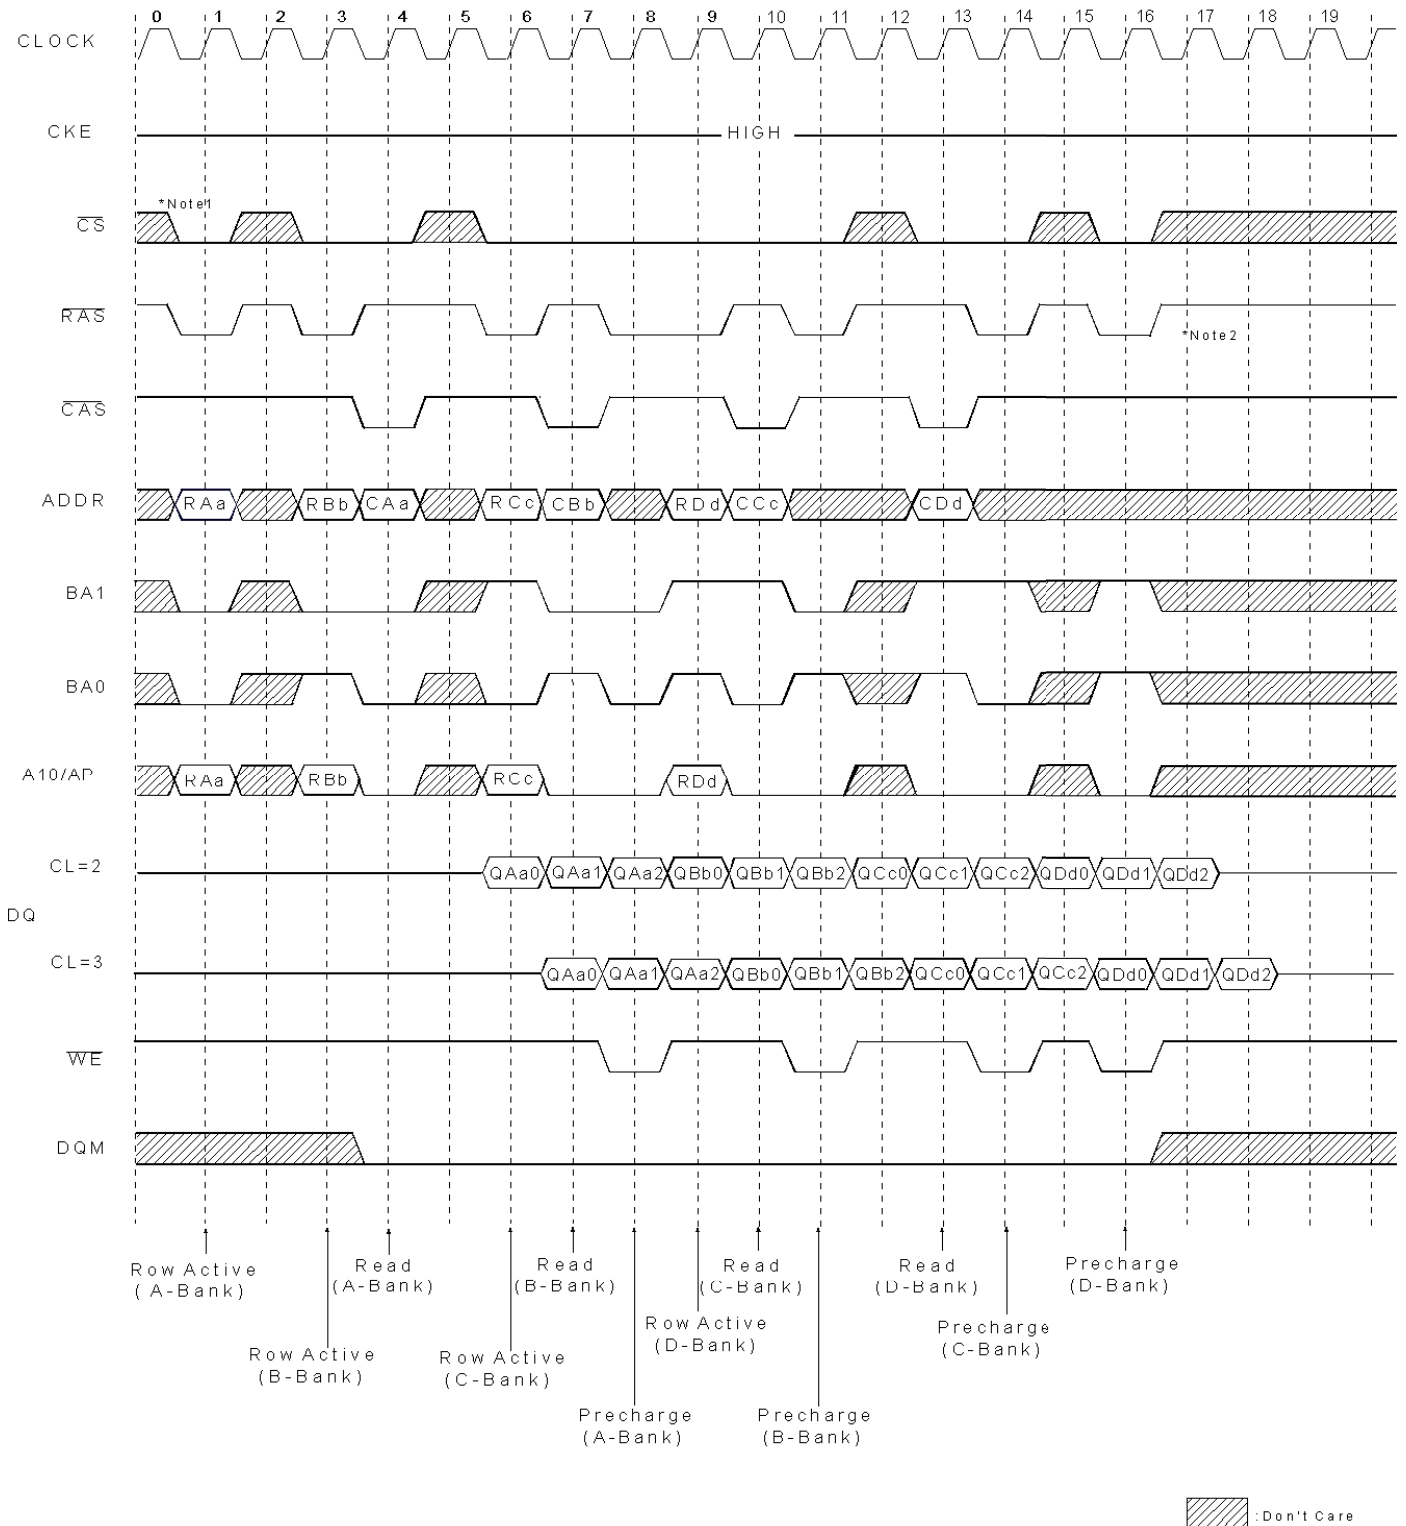 0 1 2 3 4 5 6 7 8 9 10 11 12 13 14 15 16 17 18 19
CLOCK
CKE HIGH
*Note1
CS
RAS
*Note2
CAS
ADDR RAa RBb CAa RCc CBb RDd CCc CDd
BA1
BA0
A10/AP RAa RBb RCc RDd
CL=2 QAa0 QAa1 QAa2 QBb0 QBb1 QBb2 QCc0 QCc1 QCc2 QDd0 QDd1 QDd2
DQ
CL=3 QAa0 QAa1 QAa2 QBb0 QBb1 QBb2 QCc0 QCc1 QCc2 QDd0 QDd1 QDd2
WE
DQM
Row Active
(A-Bank)
Read
(A-Bank)
Read
(B-Bank)
Read
(C-Bank)
Read
(D-Bank)
Precharge
(D-Bank)
Row Active
(D-Bank)
Precharge
(C-Bank)
Row Active
(B-Bank)
Row Active
(C-Bank)
Precharge
(A-Bank)
Precharge
(B-Bank)
:Don't Care